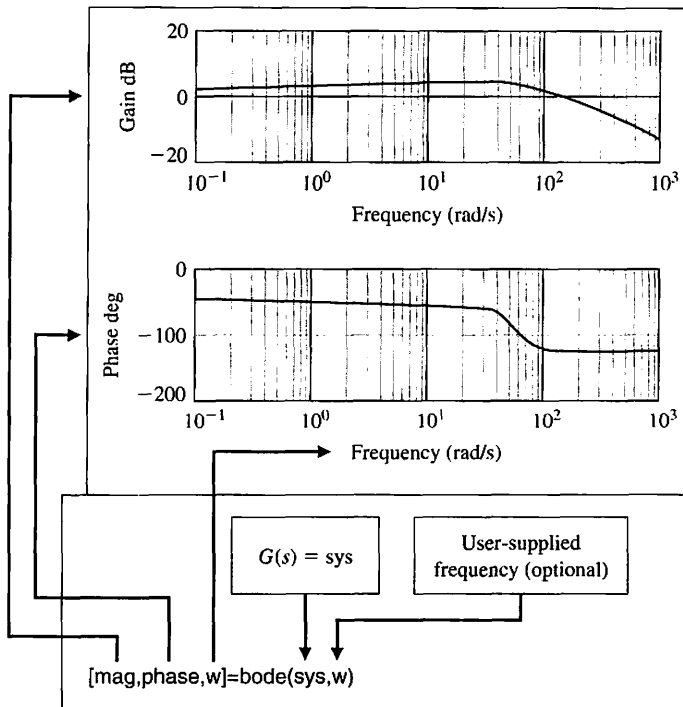 20
0
−20
Gain dB
10⁻¹ 10⁰ 10¹ 10² 10³
Frequency (rad/s)
0
−100
−200
Phase deg
10⁻¹ 10⁰ 10¹ 10² 10³
Frequency (rad/s)
G(s) = sys
User-supplied
frequency (optional)
[mag,phase,w]=bode(sys,w)